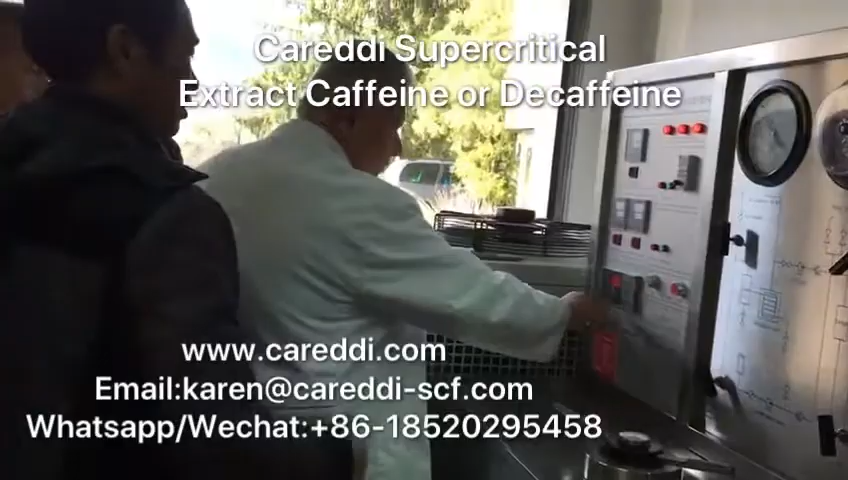 Careddi Supercritical
Extract Caffeine or Decaffeine
www.careddi.com
Email:karen@careddi-scf.com
Whatsapp/Wechat:+86-18520295458